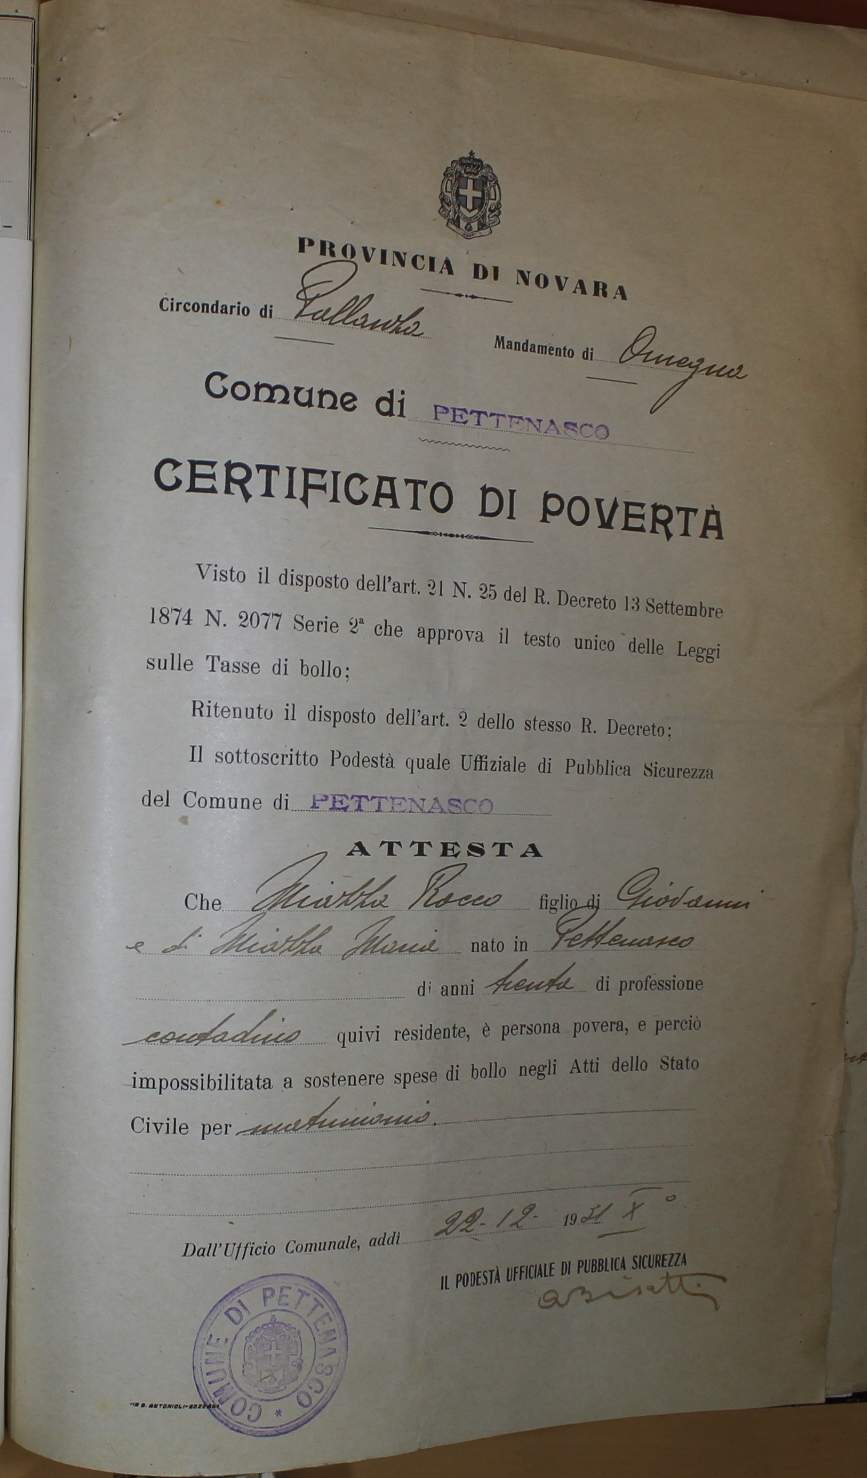 PROVINCIA DI NOVARA
Circondario di Pallanza Mandamento di Omegna
Comune di PETTENASCO
CERTIFICATO DI POVERTÀ
Visto il disposto dell'art. 21 N. 25 del R. Decreto 13 Settembre
1874 N. 2077 Serie 2ª che approva il testo unico delle Leggi
sulle Tasse di bollo;
Ritenuto il disposto dell'art. 2 dello stesso R. Decreto;
Il sottoscritto Podestà quale Uffiziale di Pubblica Sicurezza
del Comune di PETTENASCO
ATTESTA
Che Miazza Rocco figlio di Giovanni
e di Miazza Maria nato in Pettenasco
di anni trenta di professione
contadino quivi residente, è persona povera, e perciò
impossibilitata a sostenere spese di bollo negli Atti dello Stato
Civile per matrimonio.
Dall'Ufficio Comunale, addì 22-12-1931 X°
IL PODESTÀ UFFICIALE DI PUBBLICA SICUREZZA
COMUNE DI PETTENASCO